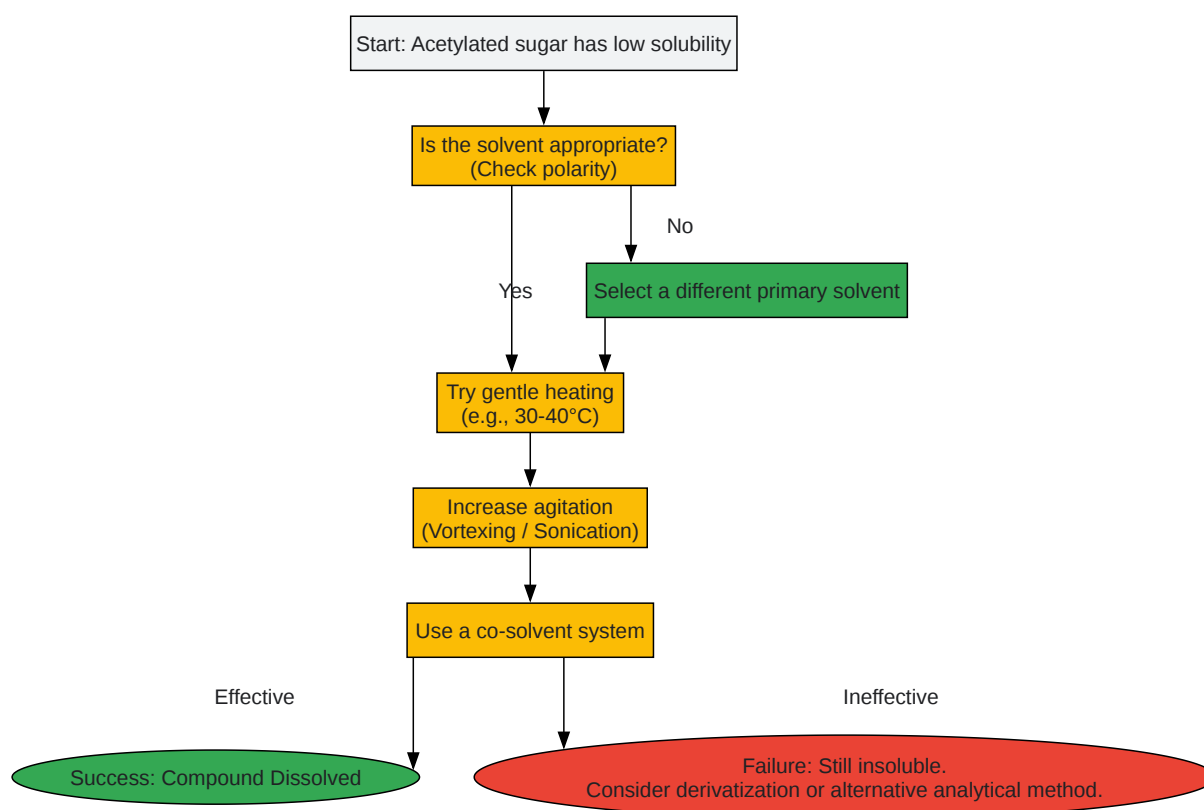 Start: Acetylated sugar has low solubility
Is the solvent appropriate?
(Check polarity)
No
Yes
Select a different primary solvent
Try gentle heating
(e.g., 30-40°C)
Increase agitation
(Vortexing / Sonication)
Use a co-solvent system
Effective
Ineffective
Success: Compound Dissolved
Failure: Still insoluble.
Consider derivatization or alternative analytical method.